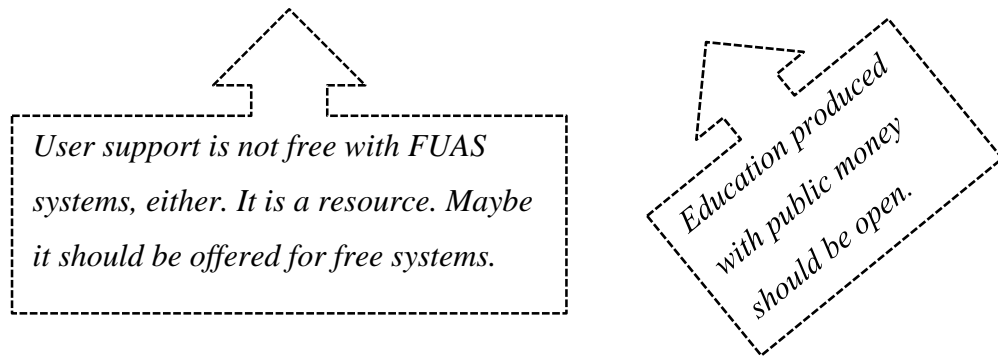 User support is not free with FUAS
systems, either. It is a resource. Maybe
it should be offered for free systems.
Education produced
with public money
should be open.